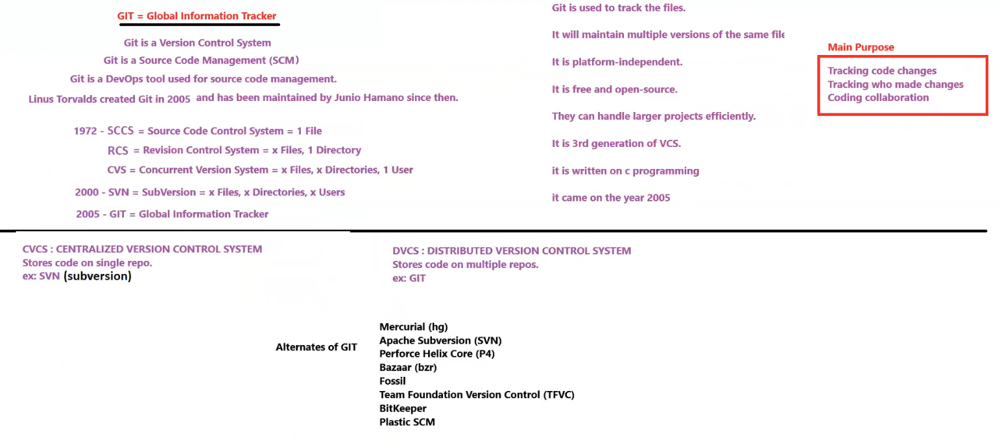 GIT = Global Information Tracker
Git is a Version Control System
Git is a Source Code Management (SCM)
Git is a DevOps tool used for source code management.
Linus Torvalds created Git in 2005 and has been maintained by Junio Hamano since then.
1972 - SCCS = Source Code Control System = 1 File
RCS = Revision Control System = x Files, 1 Directory
CVS = Concurrent Version System = x Files, x Directories, 1 User
2000 - SVN = SubVersion = x Files, x Directories, x Users
2005 - GIT = Global Information Tracker
Git is used to track the files.
It will maintain multiple versions of the same file
It is platform-independent.
It is free and open-source.
They can handle larger projects efficiently.
It is 3rd generation of VCS.
it is written on c programming
it came on the year 2005
Main Purpose
Tracking code changes
Tracking who made changes
Coding collaboration
CVCS : CENTRALIZED VERSION CONTROL SYSTEM
Stores code on single repo.
ex: SVN (subversion)
DVCS : DISTRIBUTED VERSION CONTROL SYSTEM
Stores code on multiple repos.
ex: GIT
Alternates of GIT
Mercurial (hg)
Apache Subversion (SVN)
Perforce Helix Core (P4)
Bazaar (bzr)
Fossil
Team Foundation Version Control (TFVC)
BitKeeper
Plastic SCM